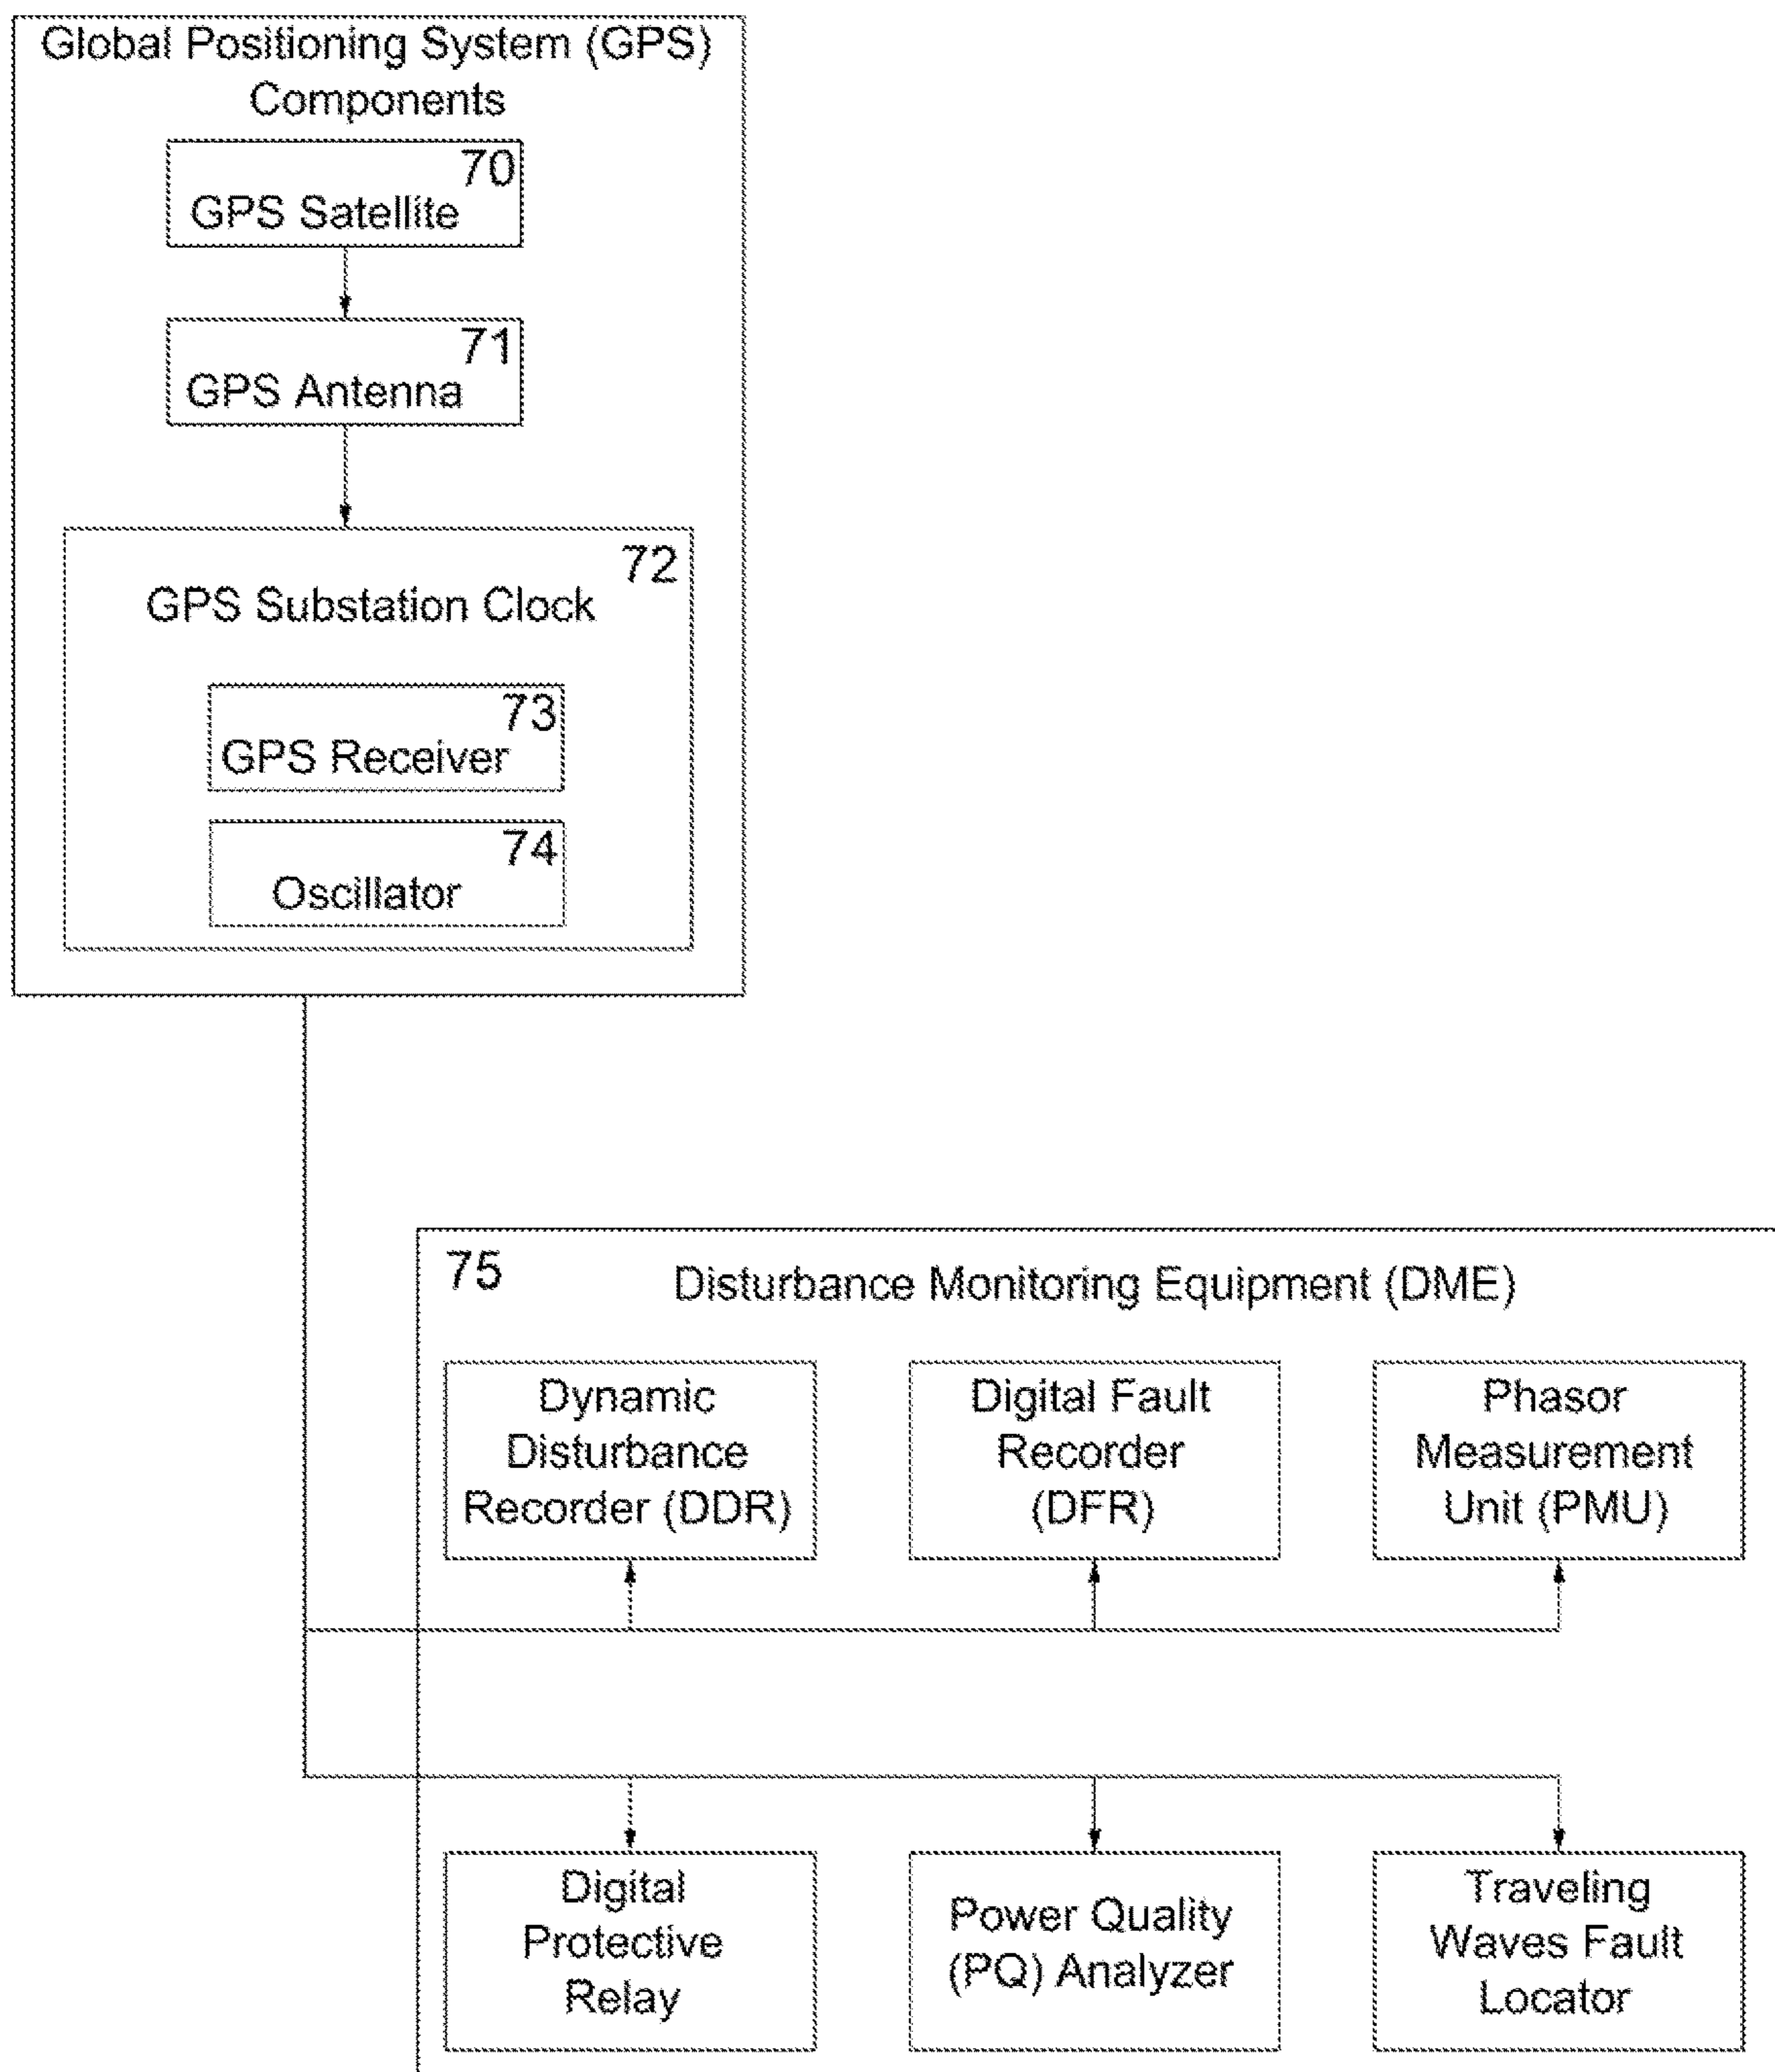 Global Positioning System (GPS)
Components
70
GPS Satellite
71
GPS Antenna
72
GPS Substation Clock
73
GPS Receiver
74
Oscillator
75
Disturbance Monitoring Equipment (DME)
Dynamic
Disturbance
Recorder (DDR)
Digital Fault
Recorder
(DFR)
Phasor
Measurement
Unit (PMU)
Digital
Protective
Relay
Power Quality
(PQ) Analyzer
Traveling
Waves Fault
Locator